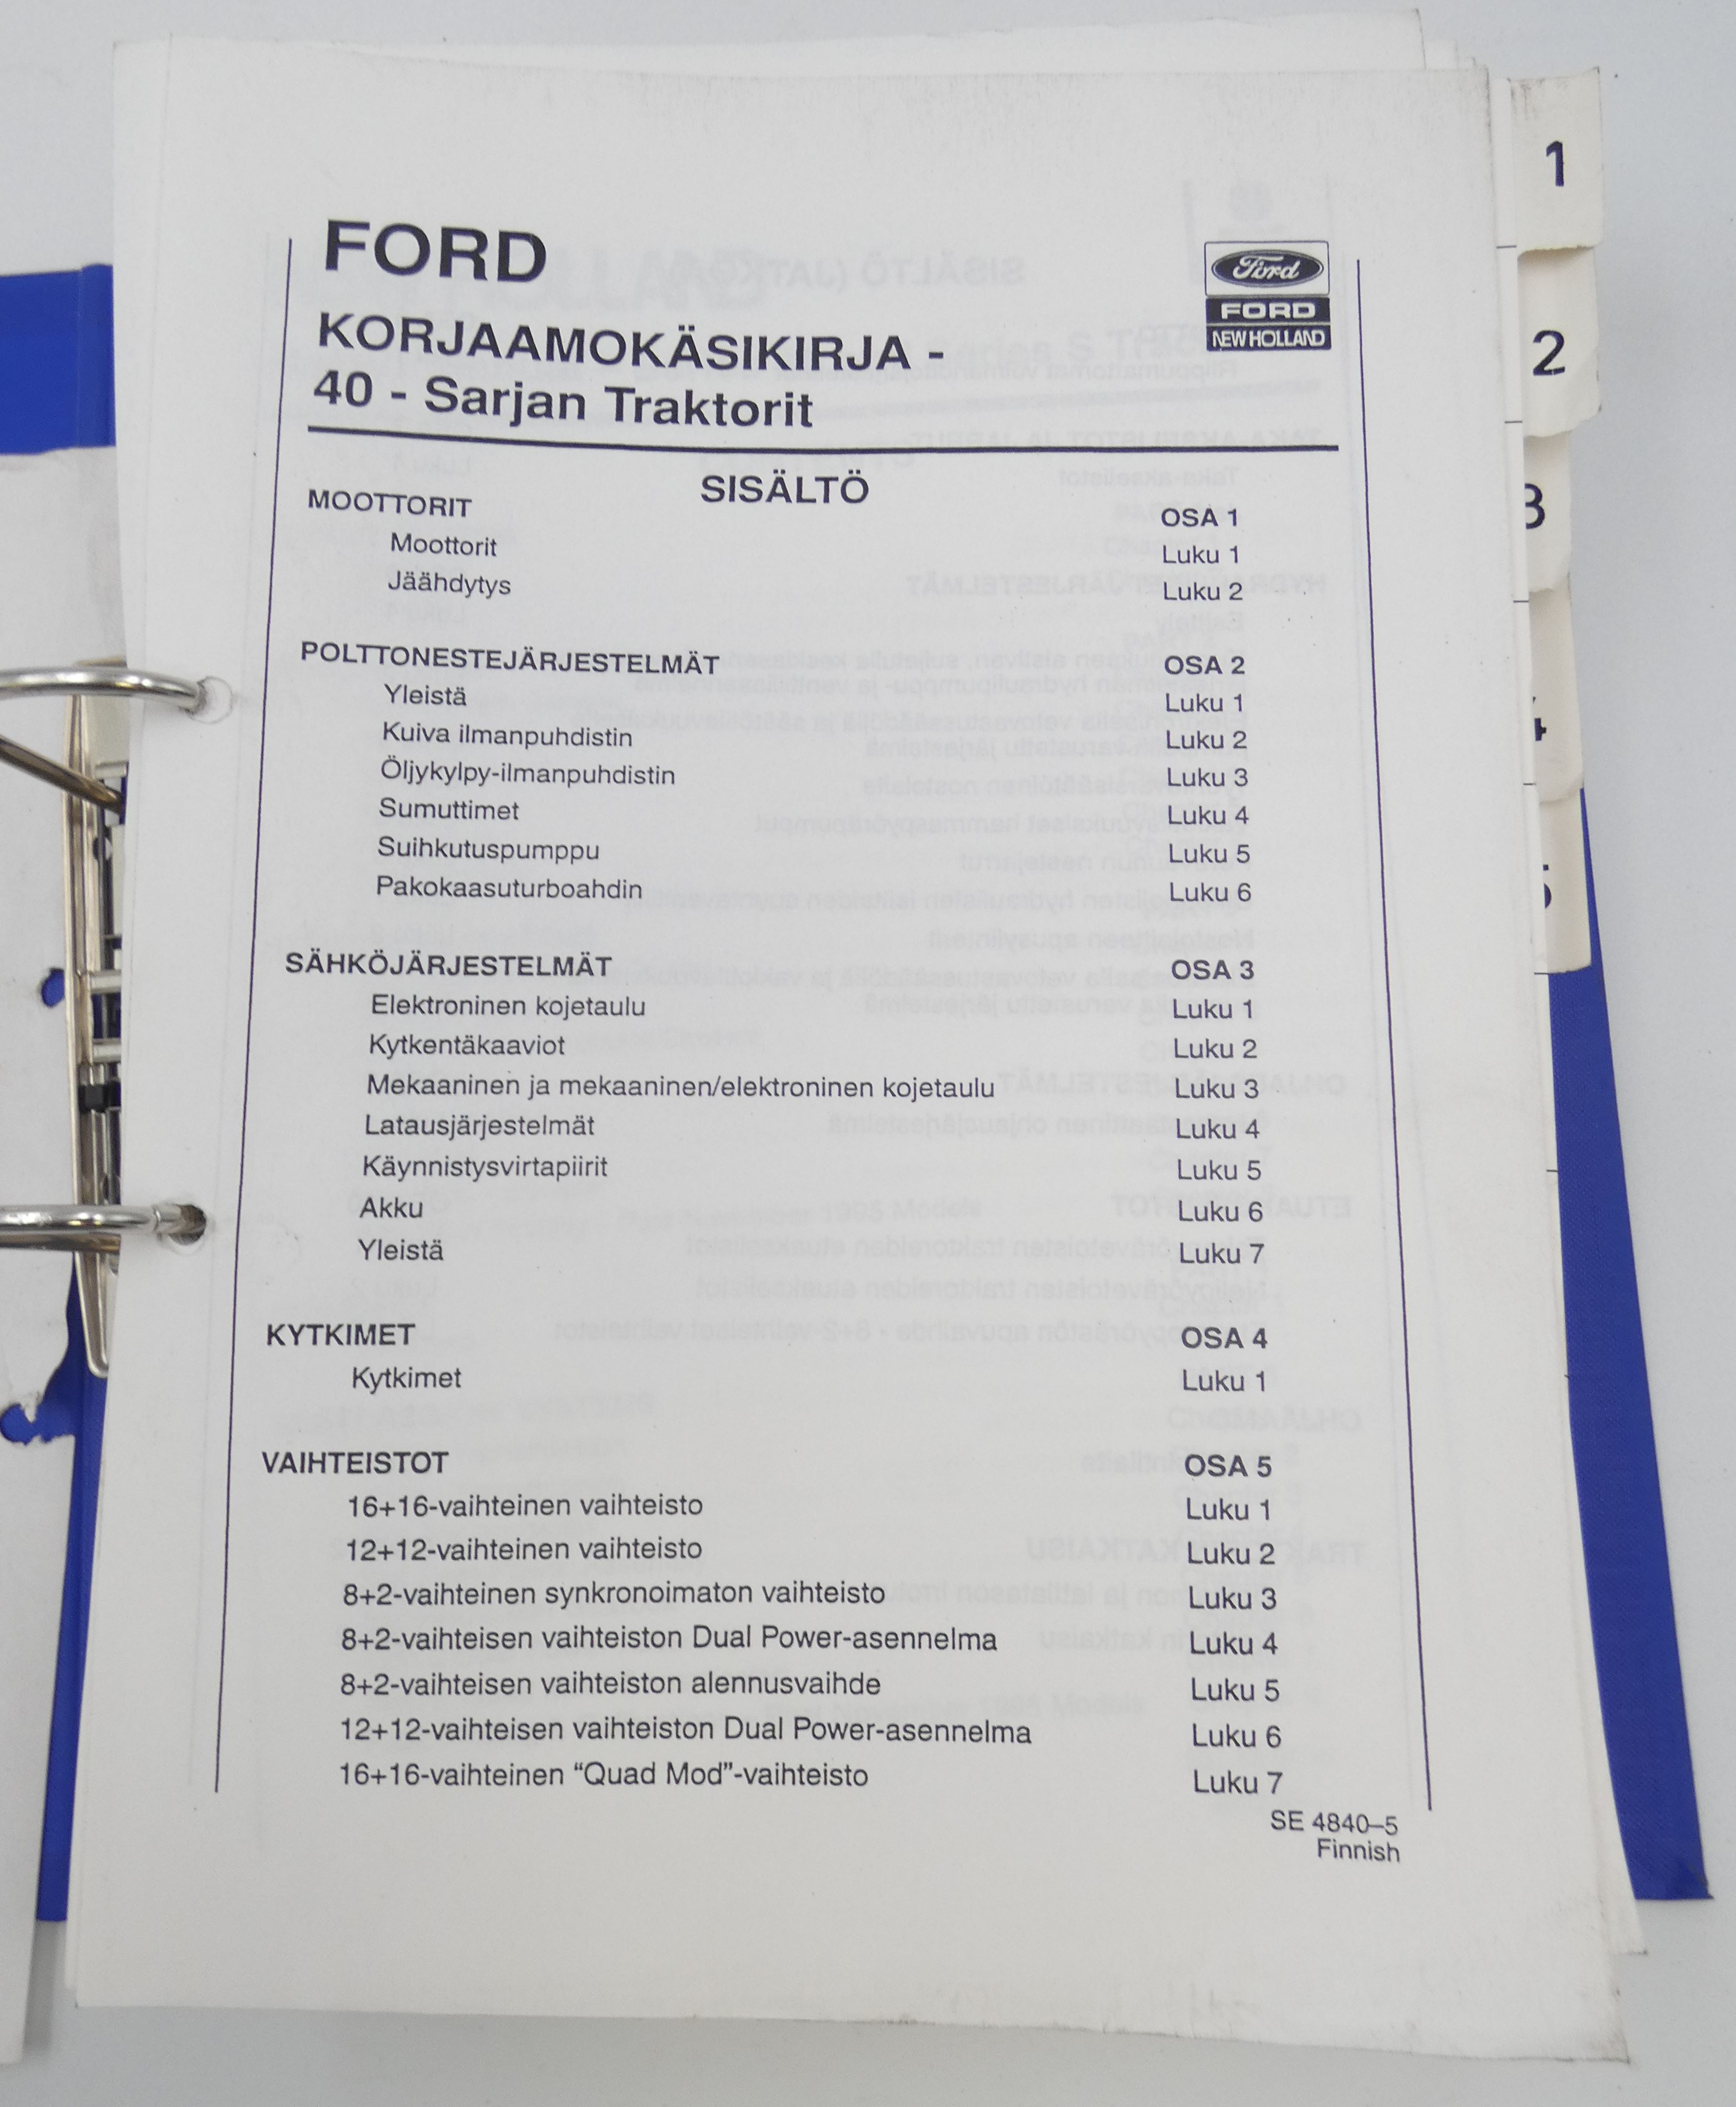 FORD
Ford
FORD
NEW HOLLAND
KORJAAMOKÄSIKIRJA -
40 - Sarjan Traktorit
SISÄLTÖ
MOOTTORIT OSA 1
Moottorit Luku 1
Jäähdytys Luku 2
POLTTONESTEJÄRJESTELMÄT OSA 2
Yleistä Luku 1
Kuiva ilmanpuhdistin Luku 2
Öljykylpy-ilmanpuhdistin Luku 3
Sumuttimet Luku 4
Suihkutuspumppu Luku 5
Pakokaasuturboahdin Luku 6
SÄHKÖJÄRJESTELMÄT OSA 3
Elektroninen kojetaulu Luku 1
Kytkentäkaaviot Luku 2
Mekaaninen ja mekaaninen/elektroninen kojetaulu Luku 3
Latausjärjestelmät Luku 4
Käynnistysvirtapiirit Luku 5
Akku Luku 6
Yleistä Luku 7
KYTKIMET OSA 4
Kytkimet Luku 1
VAIHTEISTOT OSA 5
16+16-vaihteinen vaihteisto Luku 1
12+12-vaihteinen vaihteisto Luku 2
8+2-vaihteinen synkronoimaton vaihteisto Luku 3
8+2-vaihteisen vaihteiston Dual Power-asennelma Luku 4
8+2-vaihteisen vaihteiston alennusvaihde Luku 5
12+12-vaihteisen vaihteiston Dual Power-asennelma Luku 6
16+16-vaihteinen “Quad Mod”-vaihteisto Luku 7
SE 4840–5
Finnish
1
2
3
4
5